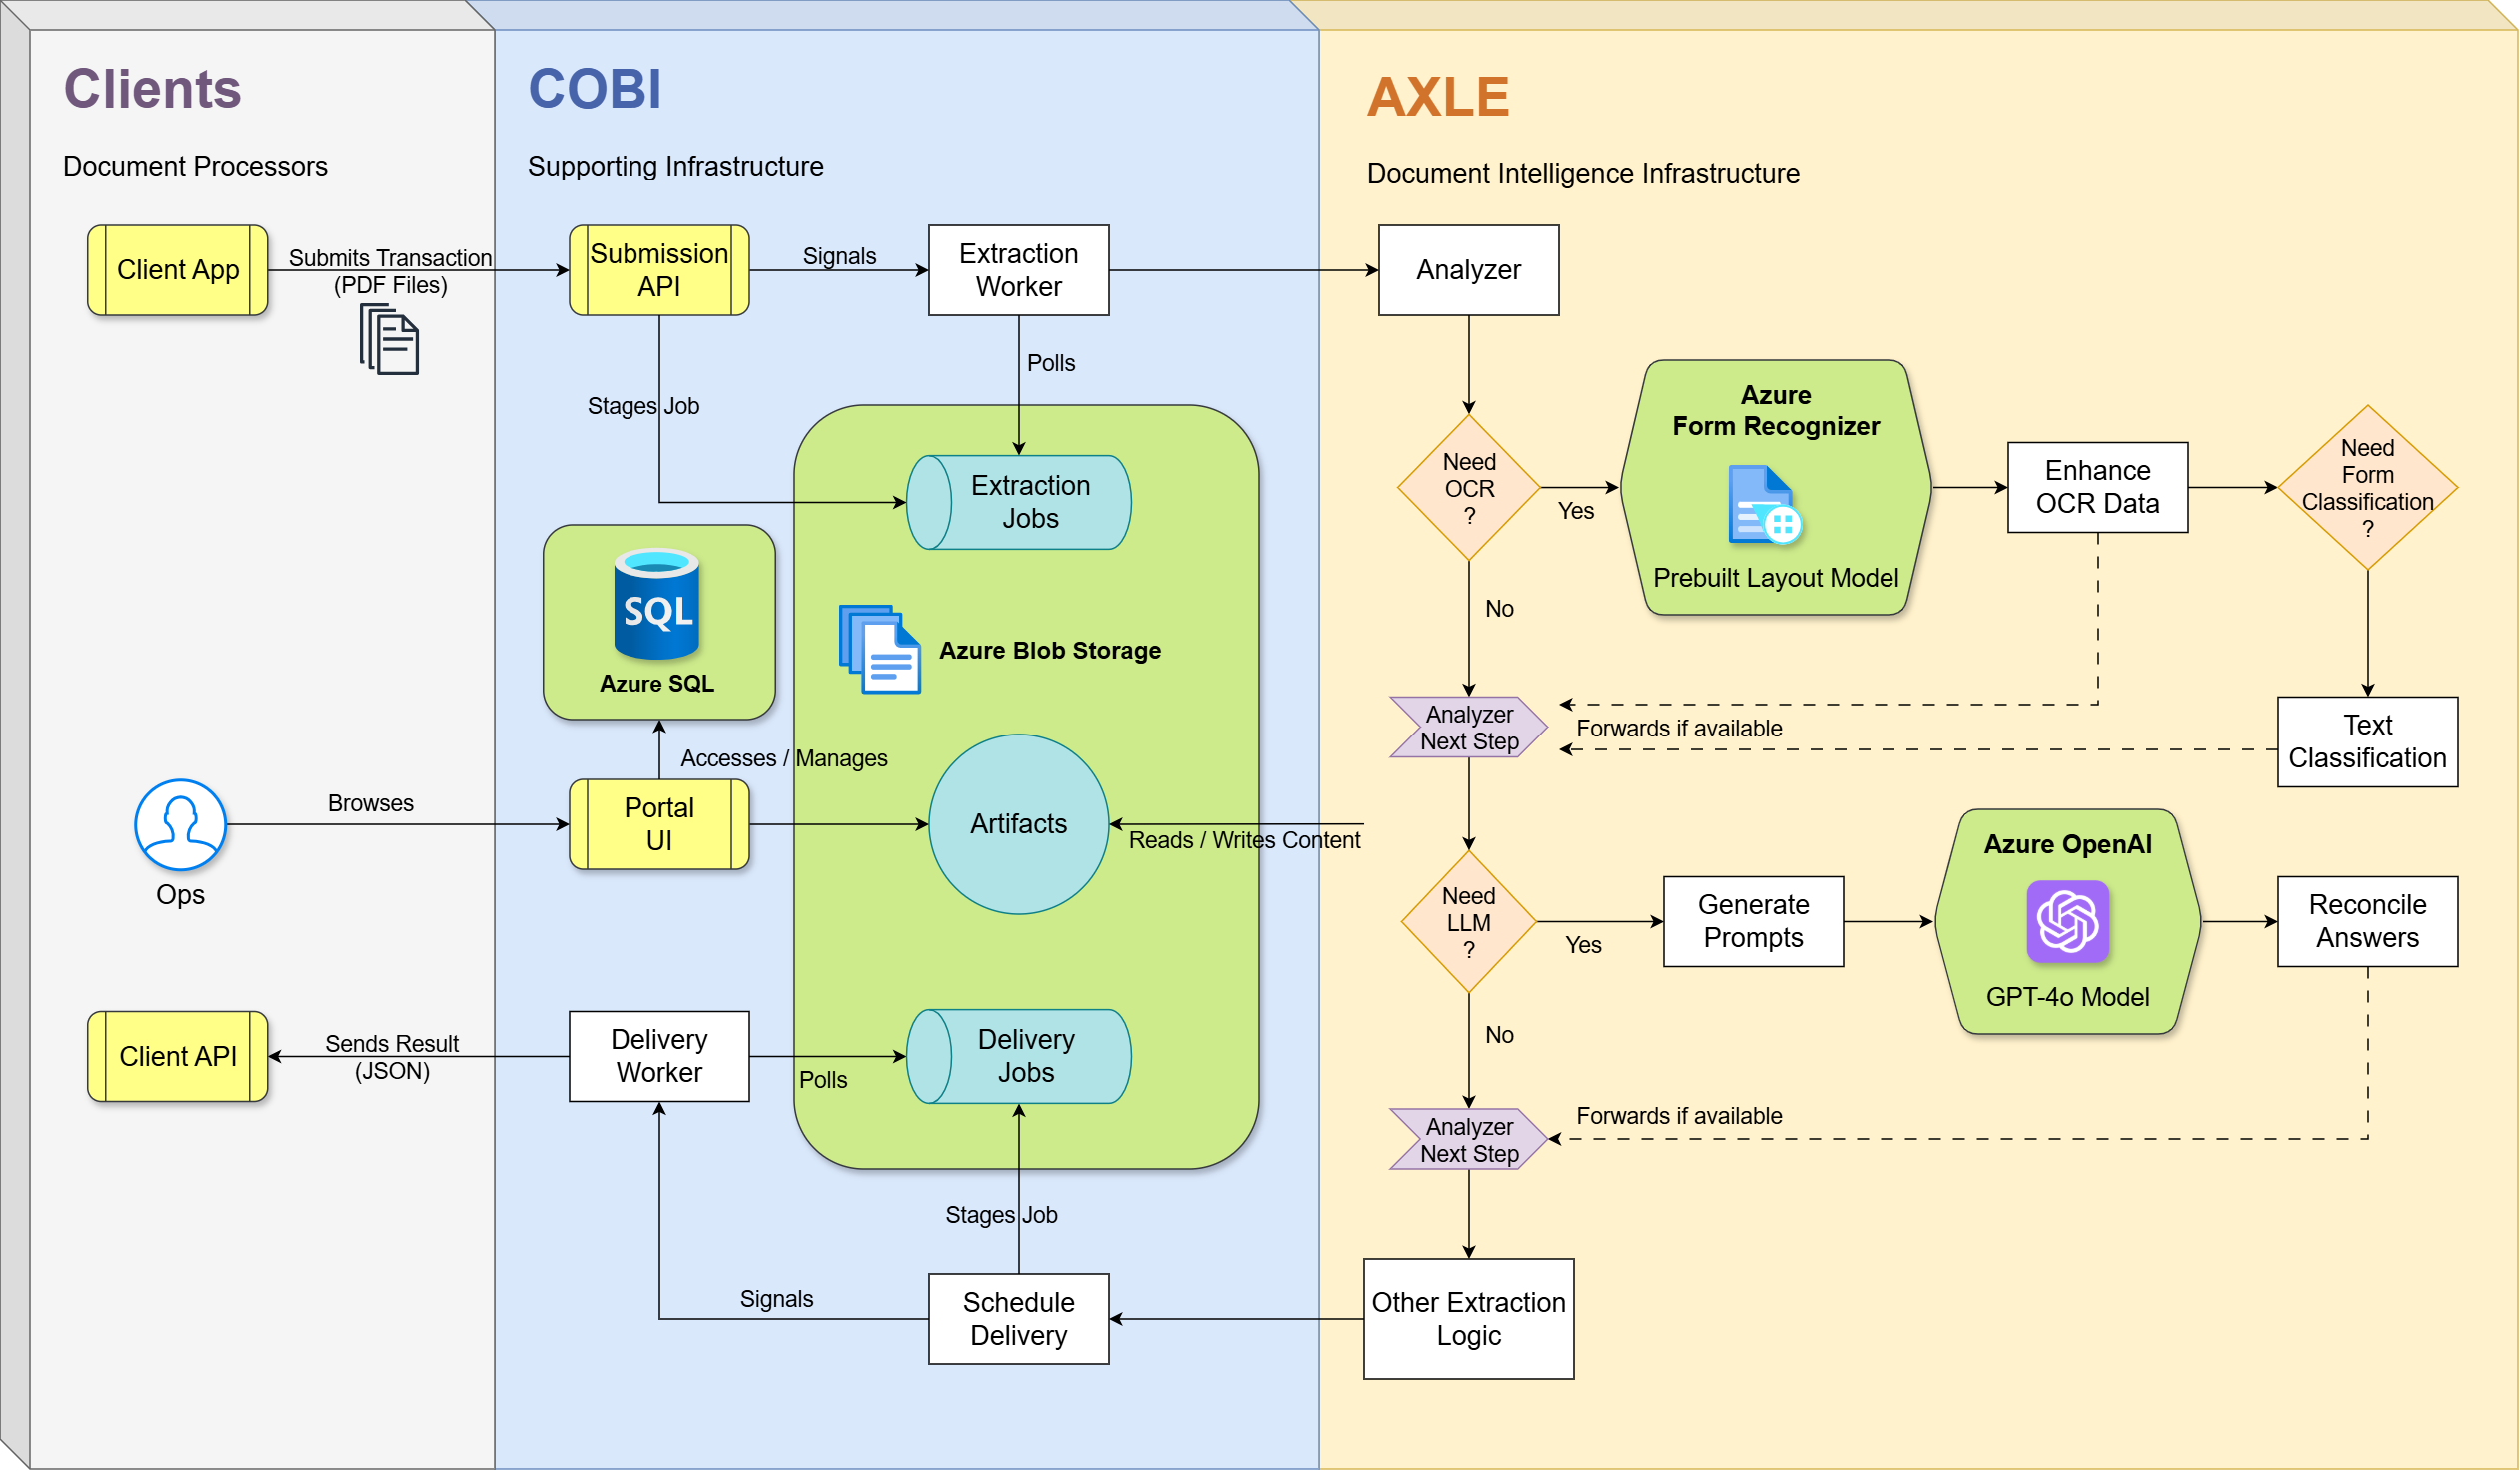 Clients
Document Processors
Client App
Submits Transaction
(PDF Files)
Browses
Ops
Client API
Sends Result
(JSON)
COBI
Supporting Infrastructure
Submission
API
Signals
Extraction
Worker
Stages Job
Polls
Extraction
Jobs
SQL
Azure SQL
Azure Blob Storage
Accesses / Manages
Portal
UI
Artifacts
Reads / Writes Content
Delivery
Worker
Polls
Delivery
Jobs
Stages Job
Signals
Schedule
Delivery
AXLE
Document Intelligence Infrastructure
Analyzer
Need
OCR
?
Yes
No
Azure
Form Recognizer
Prebuilt Layout Model
Enhance
OCR Data
Need
Form
Classification
?
Analyzer
Next Step
Forwards if available
Text
Classification
Need
LLM
?
Yes
No
Generate
Prompts
Azure OpenAI
GPT-4o Model
Reconcile
Answers
Analyzer
Next Step
Forwards if available
Other Extraction
Logic